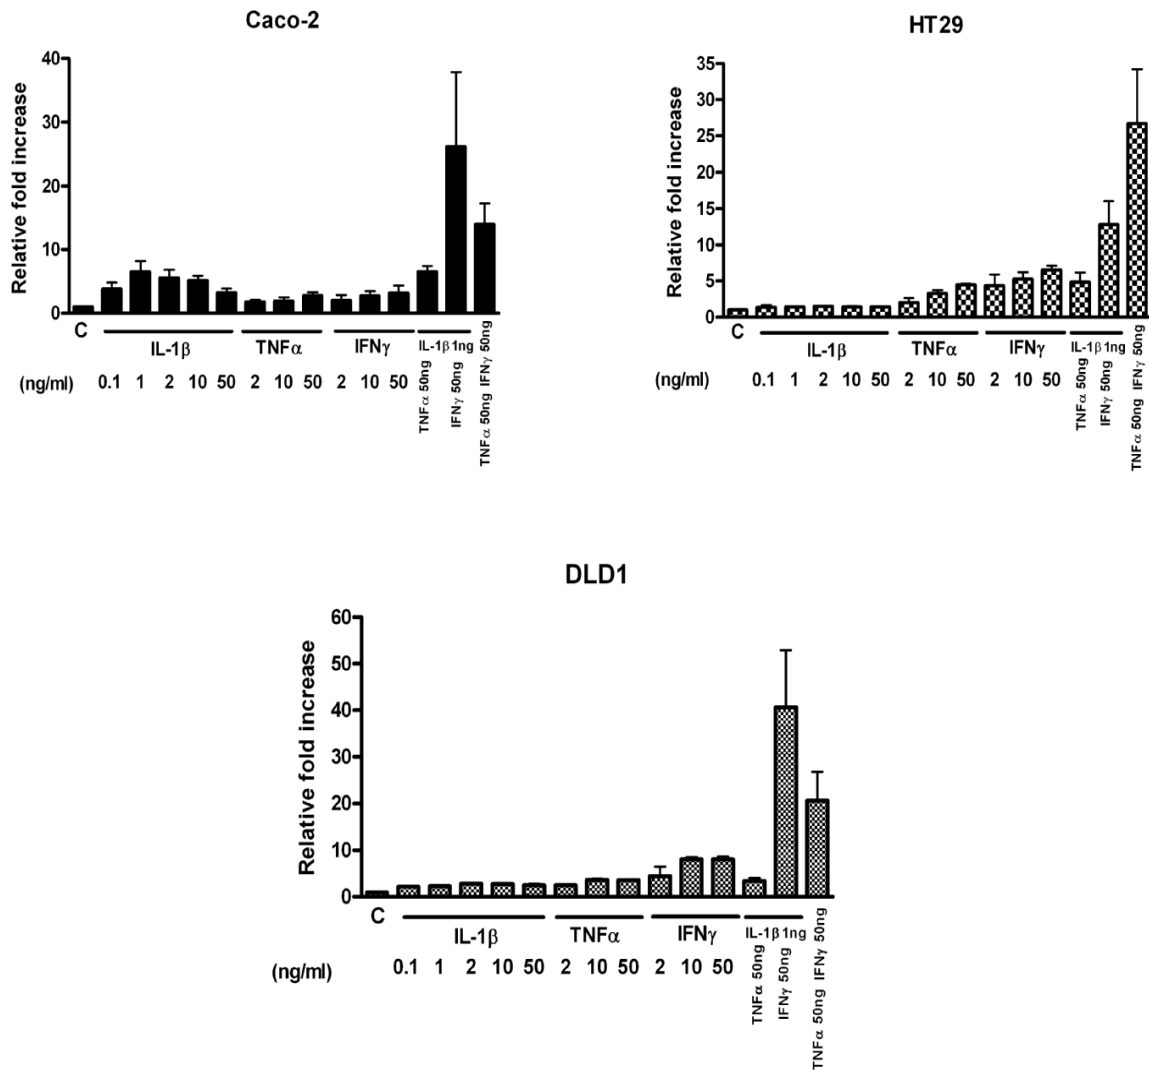 Caco-2
Relative fold increase
40
30
20
10
0
C
IL-1β
TNFα
IFNγ
IL-1β 1ng
(ng/ml)
0.1 1 2 10 50 2 10 50 2 10 50
TNFα 50ng
IFNγ 50ng
TNFα 50ng IFNγ 50ng
HT29
Relative fold increase
35
30
25
20
15
10
5
0
C
IL-1β
TNFα
IFNγ
IL-1β 1ng
(ng/ml)
0.1 1 2 10 50 2 10 50 2 10 50
TNFα 50ng
IFNγ 50ng
TNFα 50ng IFNγ 50ng
DLD1
Relative fold increase
60
50
40
30
20
10
0
C
IL-1β
TNFα
IFNγ
IL-1β 1ng
(ng/ml)
0.1 1 2 10 50 2 10 50 2 10 50
TNFα 50ng
IFNγ 50ng
TNFα 50ng IFNγ 50ng